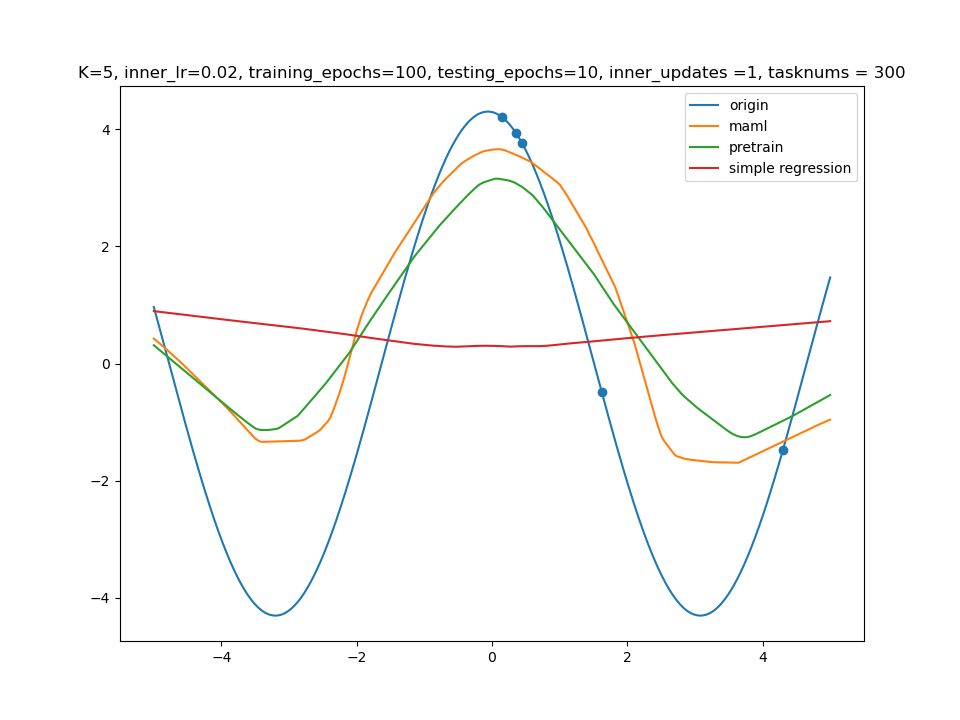 K=5, inner_lr=0.02, training_epochs=100, testing_epochs=10, inner_updates =1, tasknums = 300
origin
maml
pretrain
simple regression
4
2
0
−2
−4
−4
−2
0
2
4